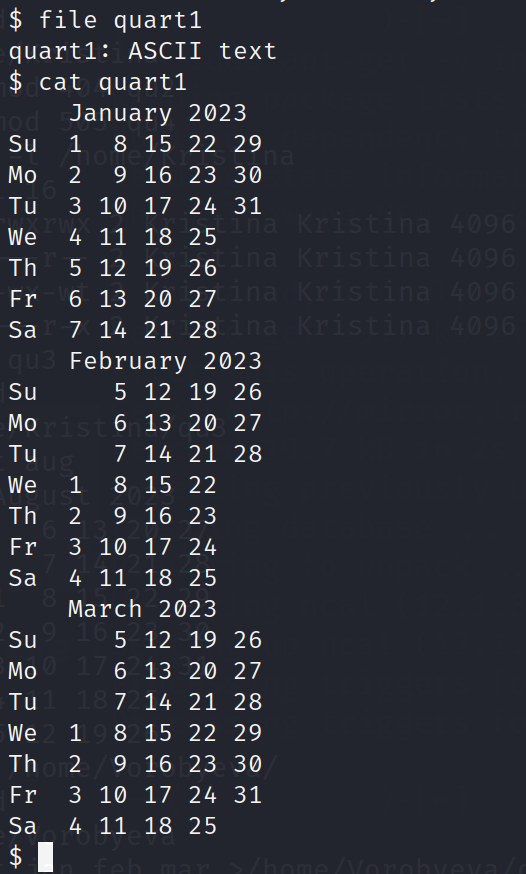 $ file quart1
quart1: ASCII text
$ cat quart1
    January 2023
Su  1  8 15 22 29
Mo  2  9 16 23 30
Tu  3 10 17 24 31
We  4 11 18 25
Th  5 12 19 26
Fr  6 13 20 27
Sa  7 14 21 28
    February 2023
Su     5 12 19 26
Mo     6 13 20 27
Tu     7 14 21 28
We  1  8 15 22
Th  2  9 16 23
Fr  3 10 17 24
Sa  4 11 18 25
    March 2023
Su     5 12 19 26
Mo     6 13 20 27
Tu     7 14 21 28
We  1  8 15 22 29
Th  2  9 16 23 30
Fr  3 10 17 24 31
Sa  4 11 18 25
$